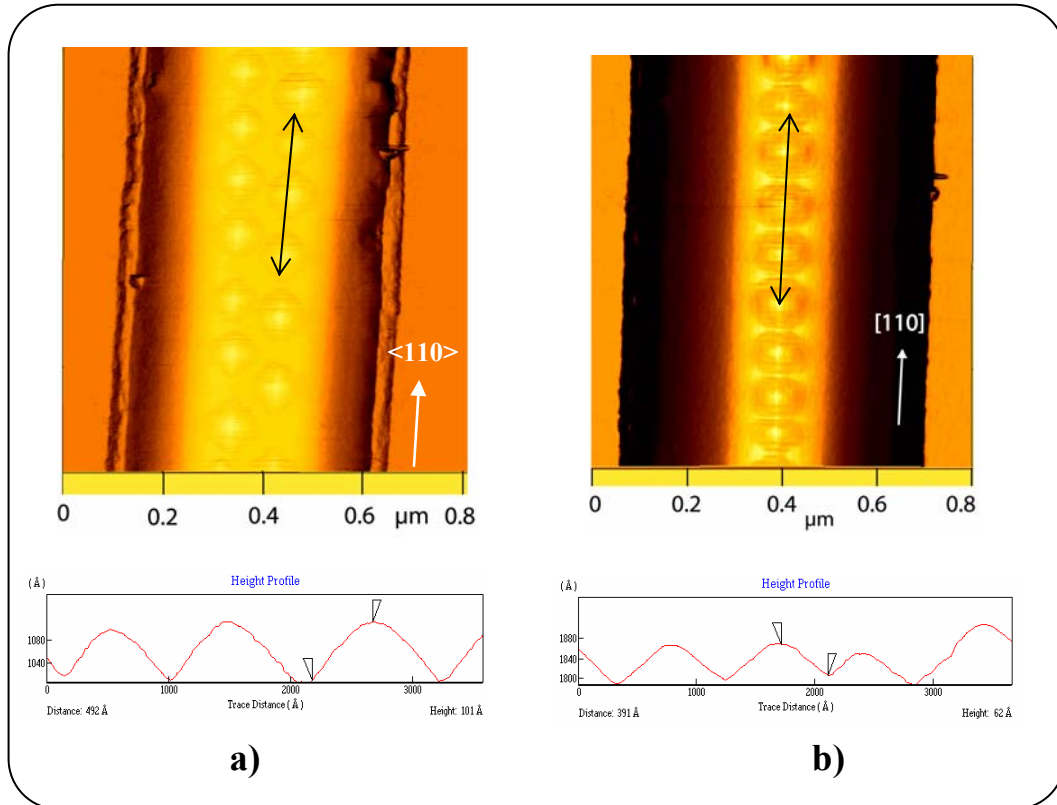 <110>
[110]
0 0.2 0.4 0.6 µm 0.8
0 0.2 0.4 0.6 0.8
µm
Height Profile
(Å)
1080
1040
0 1000 2000 3000
Trace Distance (Å)
Distance: 492 Å Height: 101 Å
Height Profile
(Å)
1880
1840
1800
0 1000 2000 3000
Trace Distance (Å)
Distance: 391 Å Height: 62 Å
a) b)